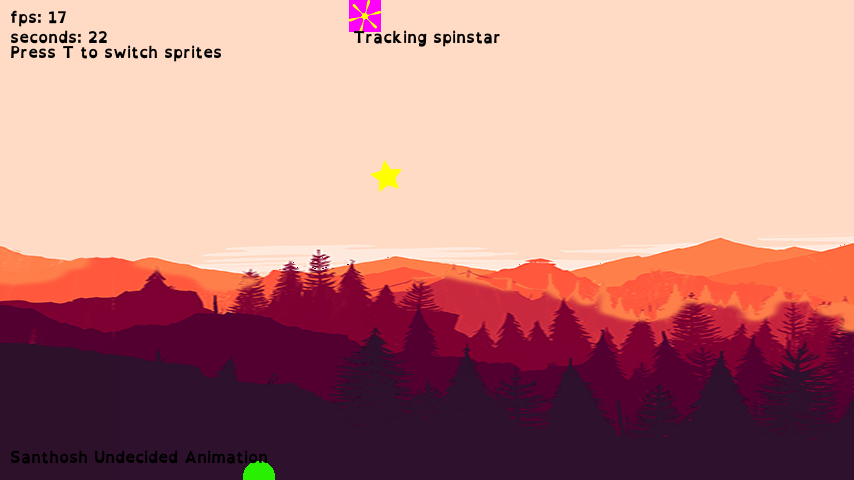 fps: 17
seconds: 22
Tracking spinstar
Press T to switch sprites
Santhosh Undecided Animation